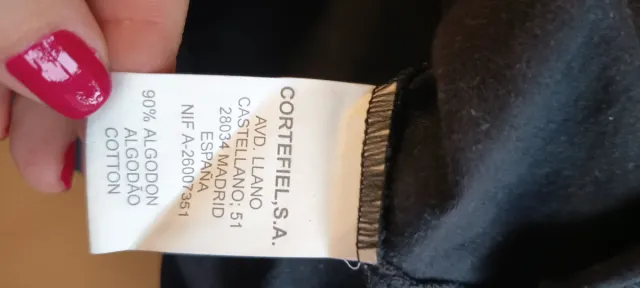 CORTEFIEL,S.A.
AVD. LLANO
CASTELLANO; 51
28034 MADRID
ESPAÑA
NIF A-26007351
90% ALGODON
ALGODÃO
COTTON